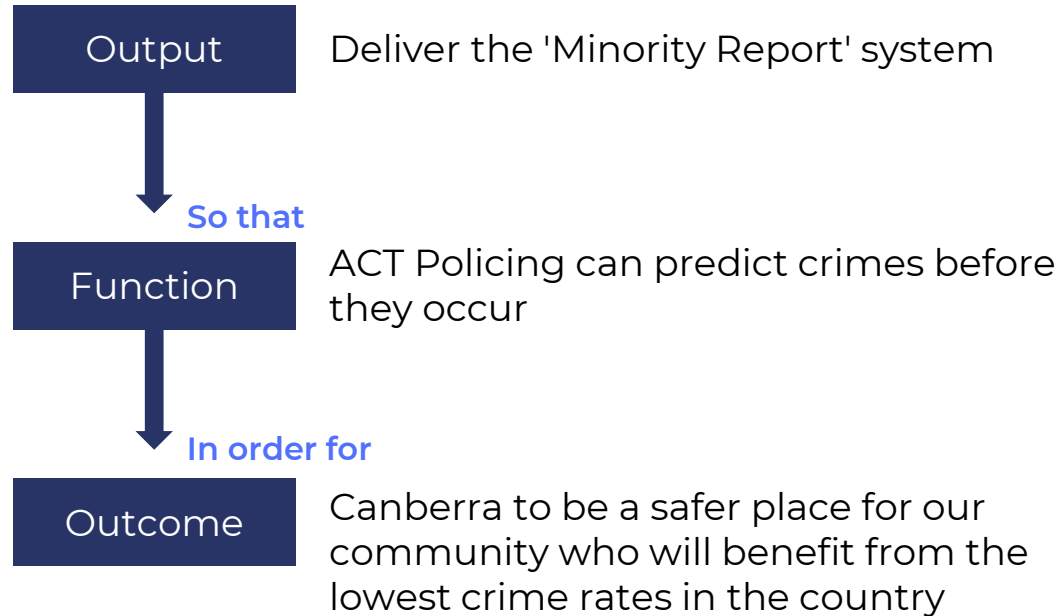 Output
Deliver the 'Minority Report' system
So that
Function
ACT Policing can predict crimes before
they occur
In order for
Outcome
Canberra to be a safer place for our
community who will benefit from the
lowest crime rates in the country